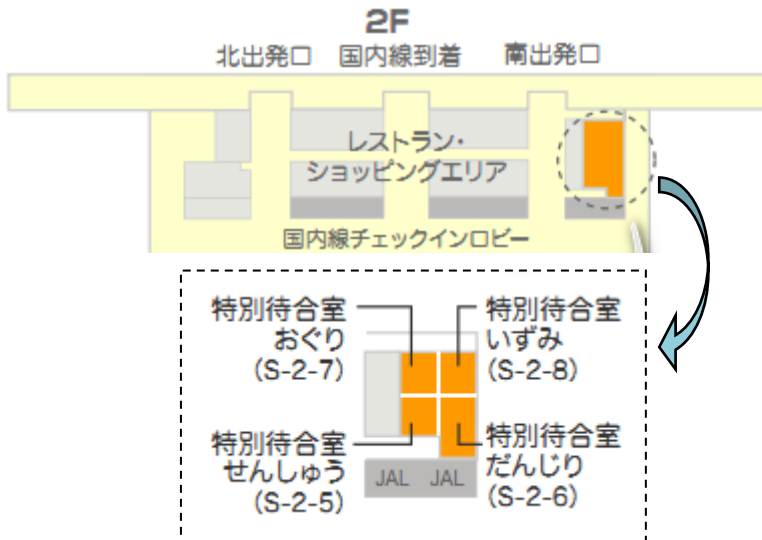 2F
北出発口 国内線到着 南出発口
レストラン・
ショッピングエリア
国内線チェックインロビー
特別待合室
おぐり
(S-2-7)
特別待合室
いずみ
(S-2-8)
特別待合室
せんしゅう
(S-2-5)
特別待合室
だんじり
(S-2-6)
JAL JAL